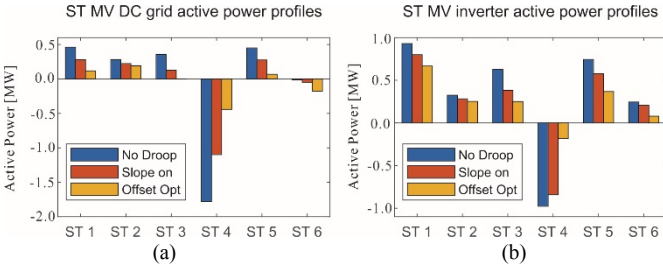 ST MV DC grid active power profiles
Active Power [MW]
0.5
0.0
-0.5
-1.0
-1.5
-2.0
No Droop
Slope on
Offset Opt
ST 1 ST 2 ST 3 ST 4 ST 5 ST 6
(a)
ST MV inverter active power profiles
Active Power [MW]
1.0
0.5
0.0
-0.5
-1.0
No Droop
Slope on
Offset Opt
ST 1 ST 2 ST 3 ST 4 ST 5 ST 6
(b)